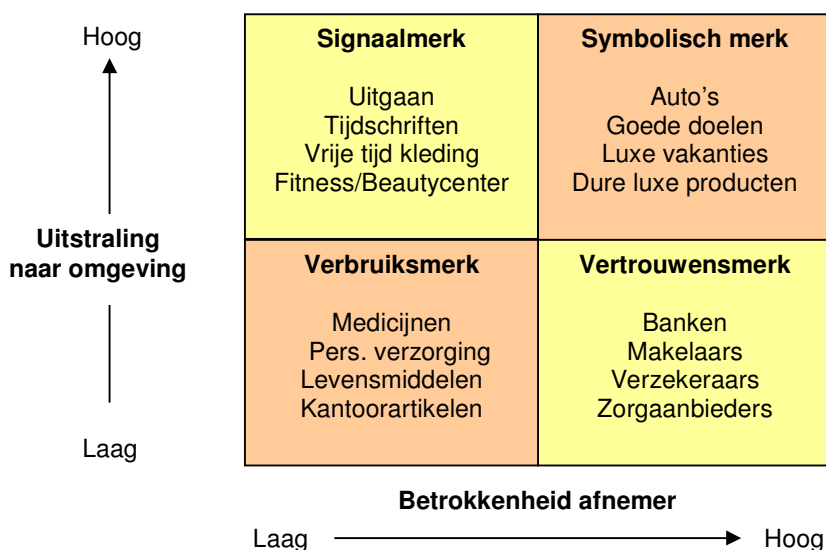 Hoog
Signaalmerk
Uitgaan
Tijdschriften
Vrije tijd kleding
Fitness/Beautycenter
Symbolisch merk
Auto’s
Goede doelen
Luxe vakanties
Dure luxe producten
Uitstraling
naar omgeving
Verbruiksmerk
Medicijnen
Pers. verzorging
Levensmiddelen
Kantoorartikelen
Vertrouwensmerk
Banken
Makelaars
Verzekeraars
Zorgaanbieders
Laag
Betrokkenheid afnemer
Laag
Hoog